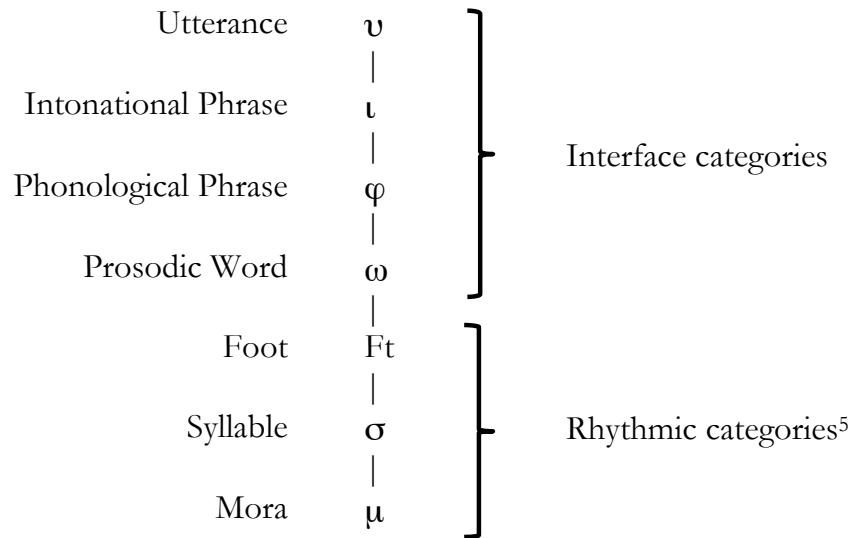 Utterance υ
Intonational Phrase ι
Interface categories
Phonological Phrase φ
Prosodic Word ω
Foot Ft
Syllable σ
Rhythmic categories⁵
Mora μ